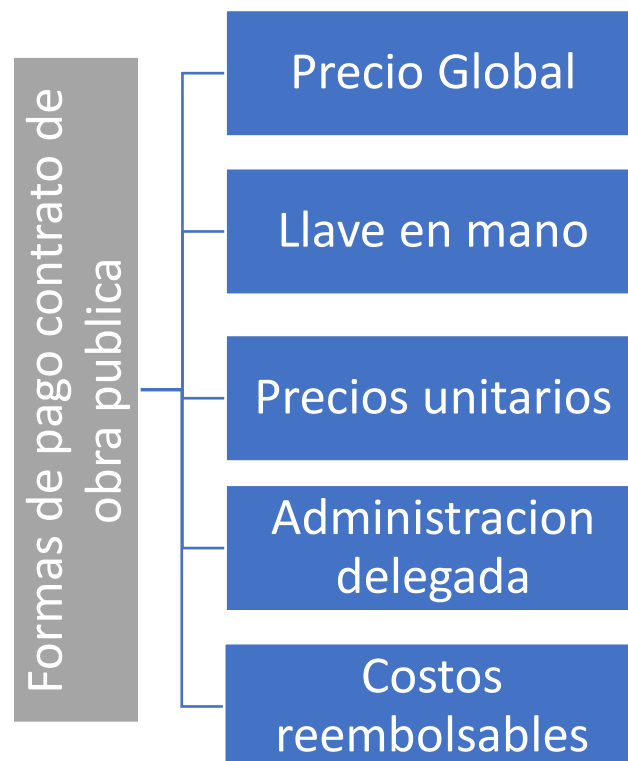 Formas de pago contrato de
obra publica
Precio Global
Llave en mano
Precios unitarios
Administracion
delegada
Costos
reembolsables